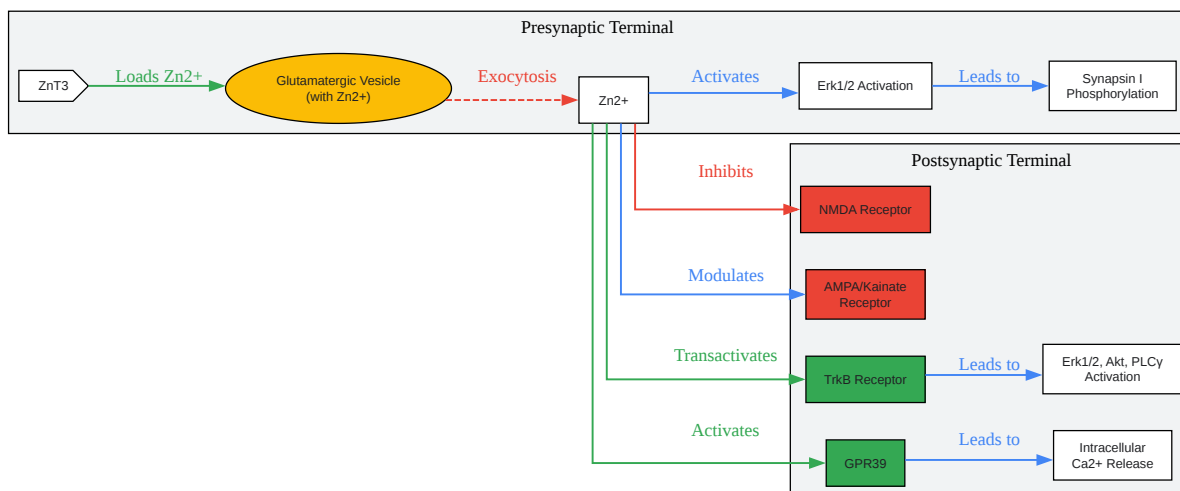 Presynaptic Terminal
ZnT3
Loads Zn2+
Glutamatergic Vesicle
(with Zn2+)
Exocytosis
Zn2+
Activates
Erk1/2 Activation
Leads to
Synapsin I
Phosphorylation
Postsynaptic Terminal
Inhibits
NMDA Receptor
Modulates
AMPA/Kainate
Receptor
Transactivates
TrkB Receptor
Leads to
Erk1/2, Akt, PLCγ
Activation
Activates
GPR39
Leads to
Intracellular
Ca2+ Release